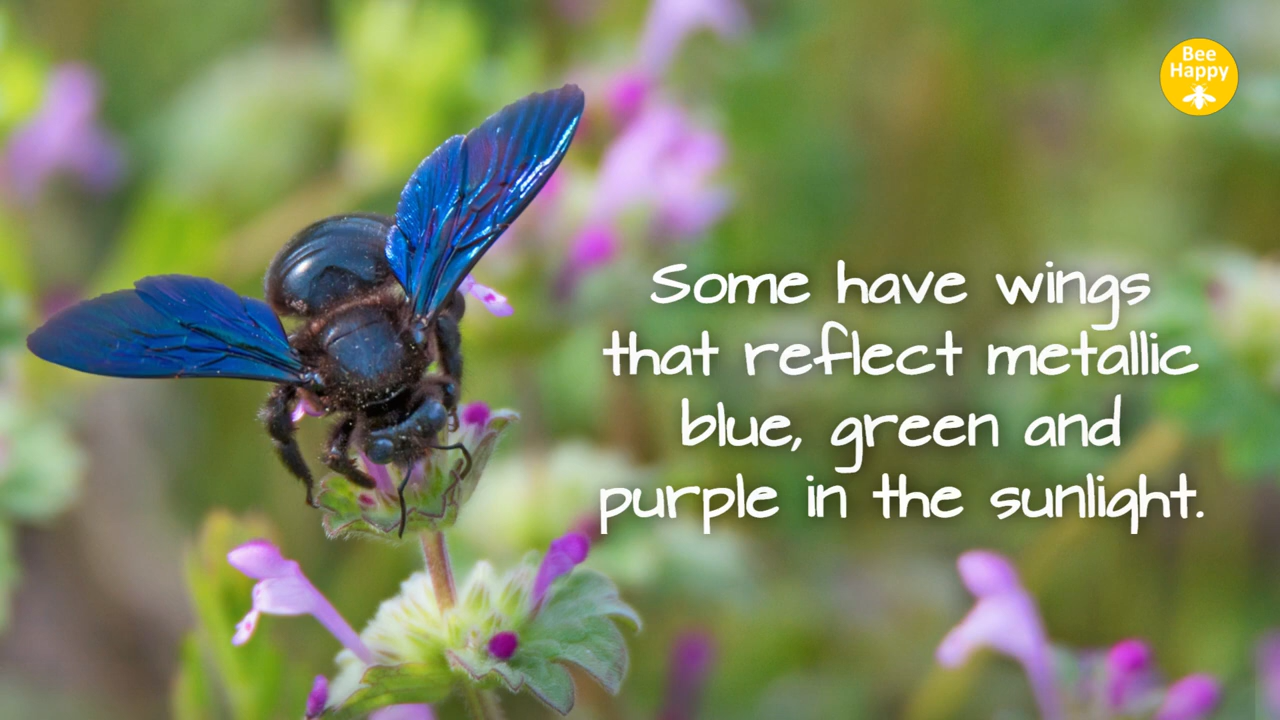 Bee
Happy
Some have wings
that reflect metallic
blue, green and
purple in the sunlight.